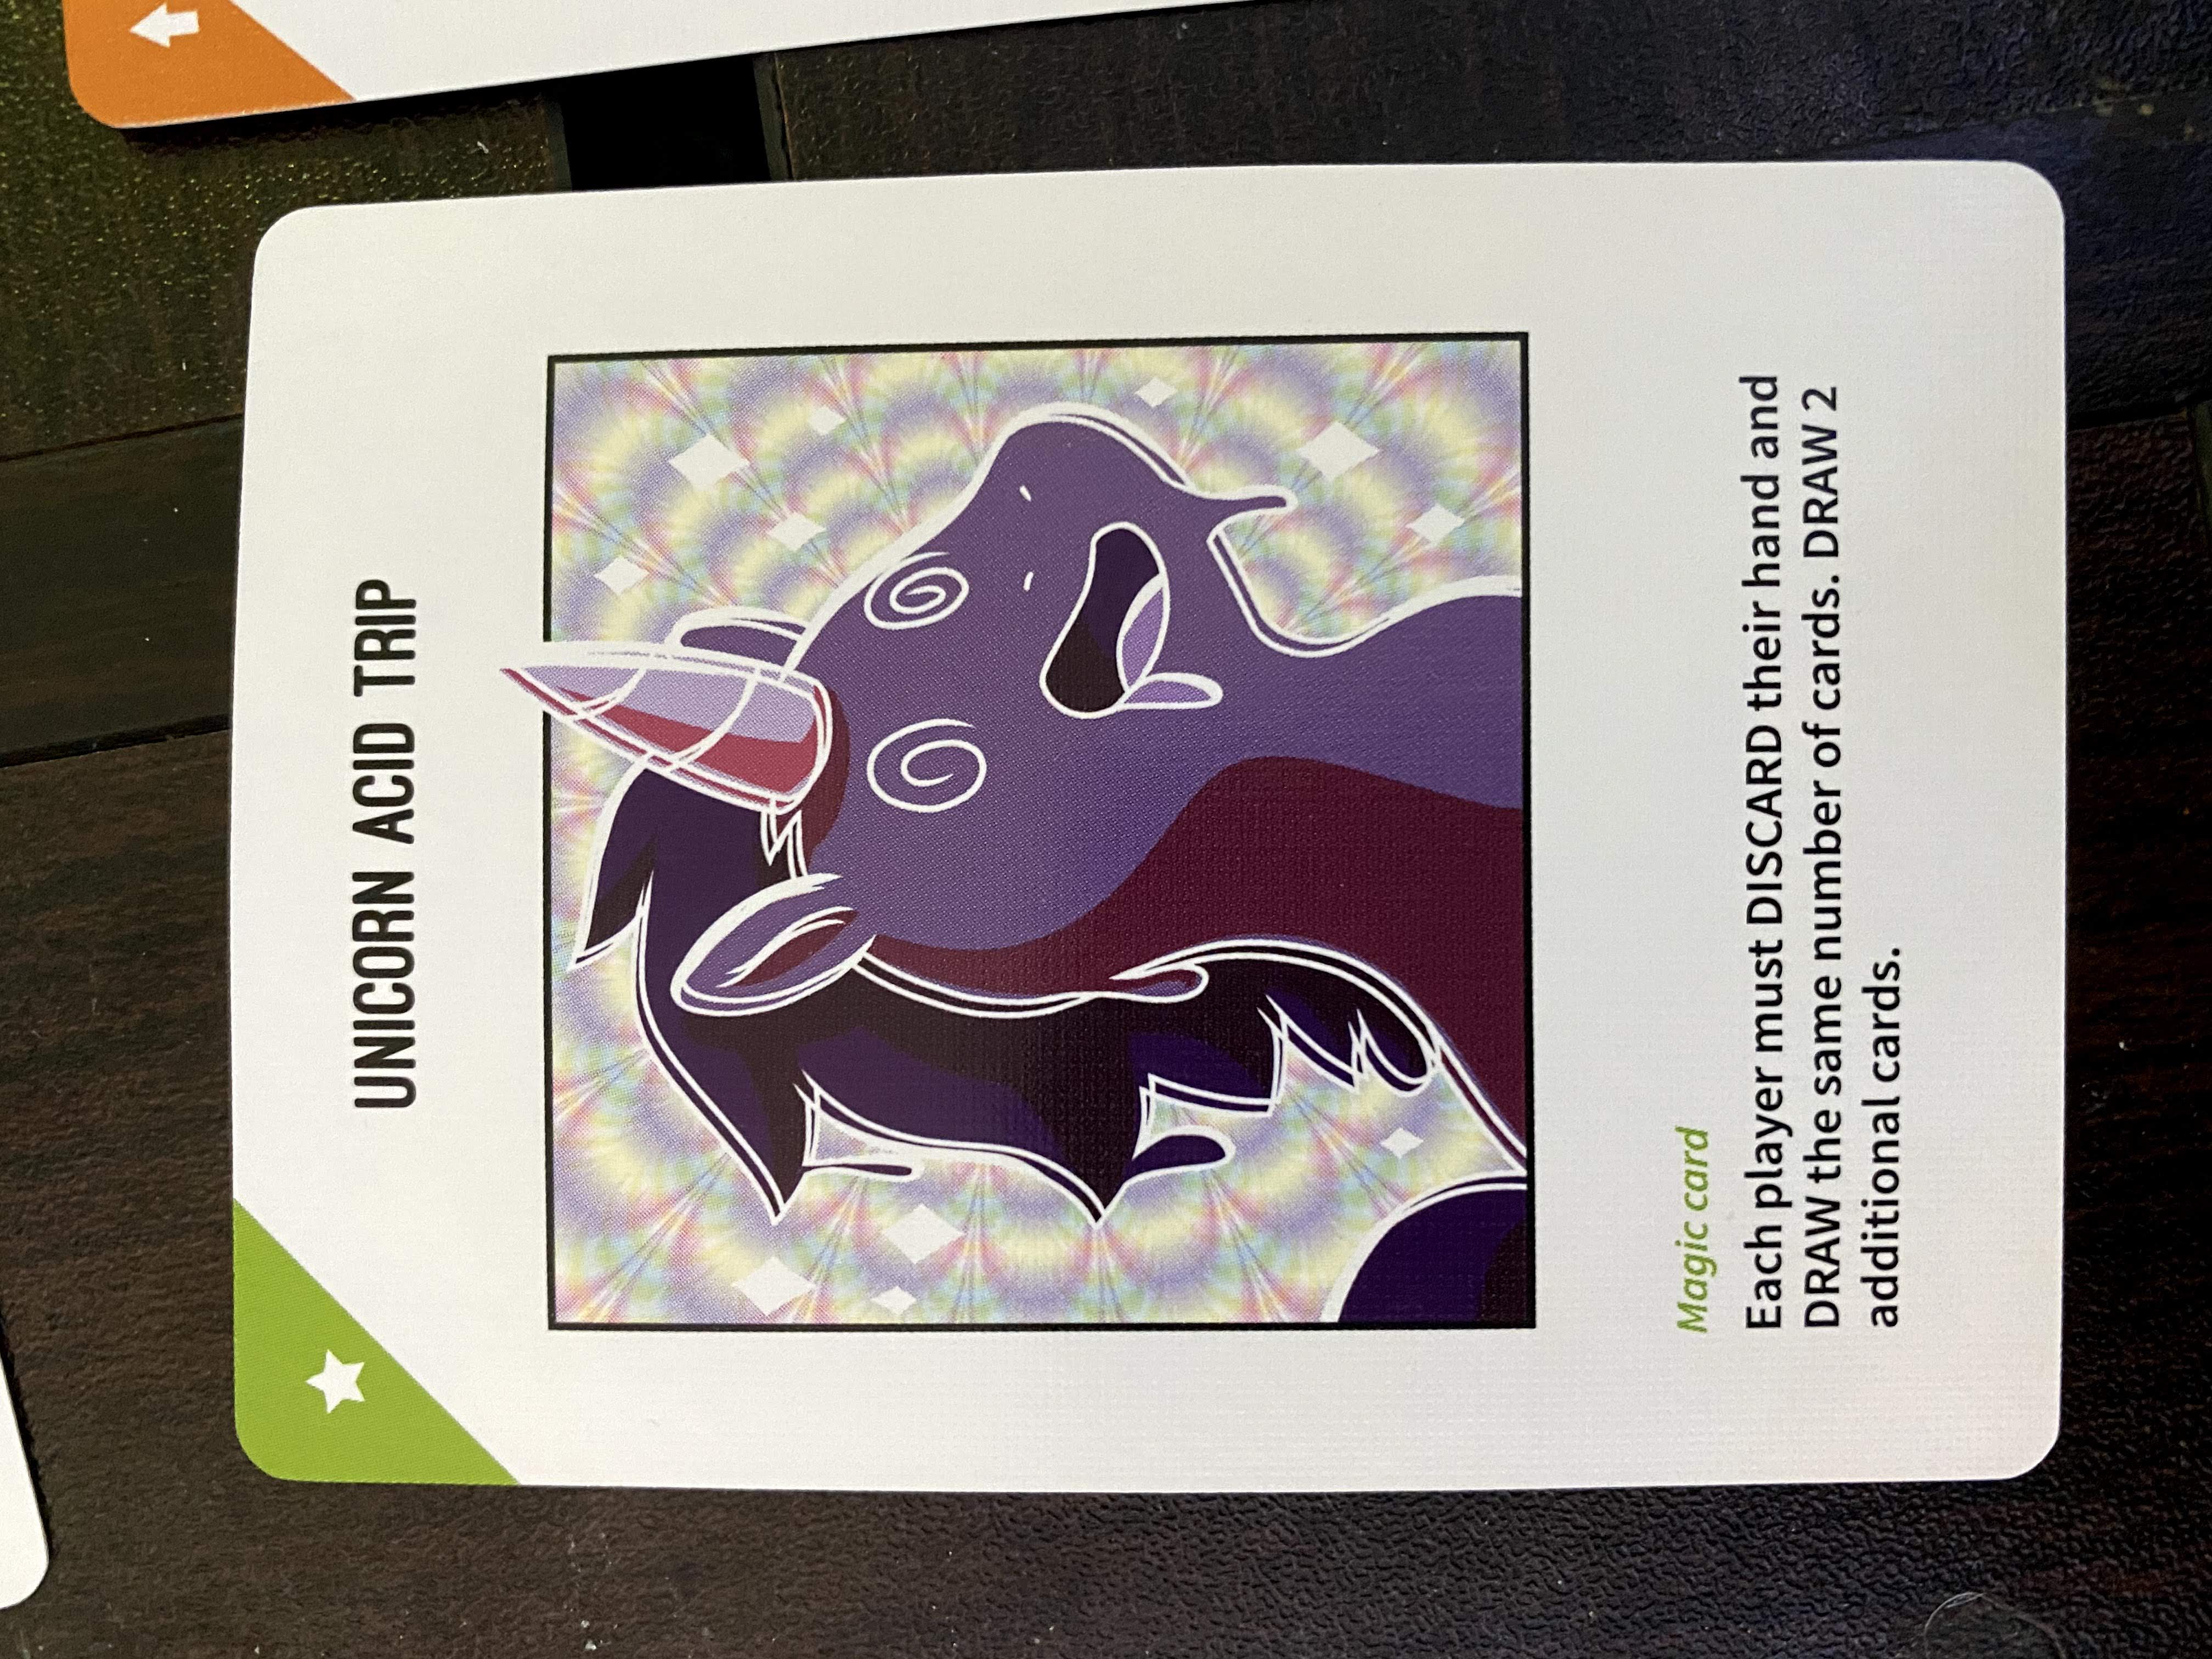 UNICORN ACID TRIP
Magic card
Each player must DISCARD their hand and
DRAW the same number of cards. DRAW 2
additional cards.